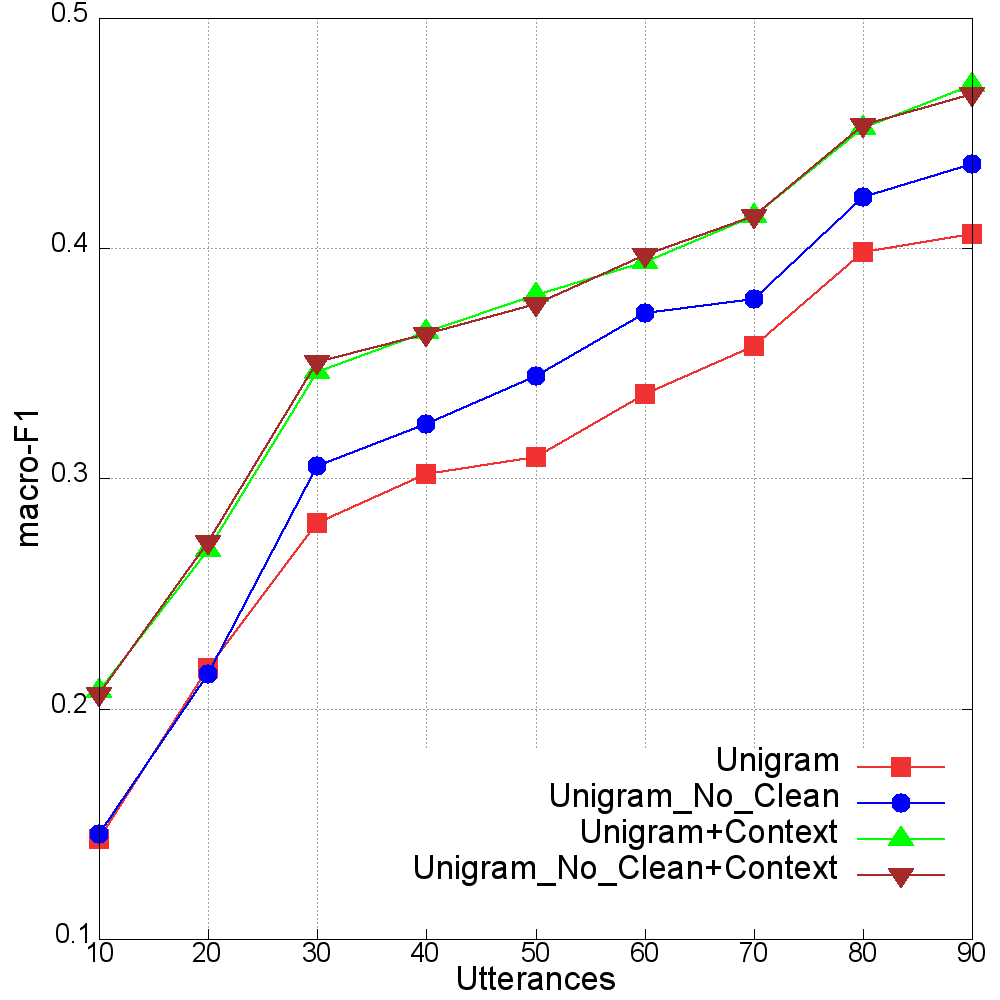 0.5
0.4
0.3
0.2
0.1
macro-F1
Unigram
Unigram_No_Clean
Unigram+Context
Unigram_No_Clean+Context
10 20 30 40 50 60 70 80 90
Utterances